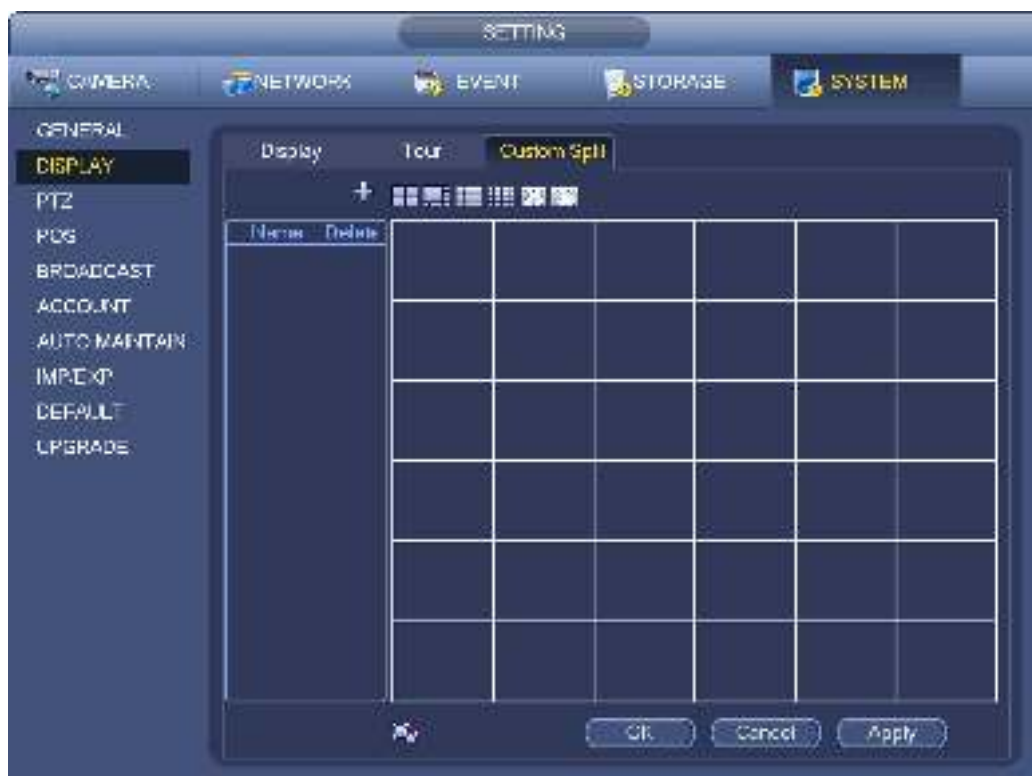 SETTING
CAMERA NETWORK EVENT STORAGE SYSTEM
GENERAL
DISPLAY
PTZ
POS
BROADCAST
ACCOUNT
AUTO MAINTAIN
IMP/EXP
DEFAULT
UPGRADE
Display Tour Custom Split
Name Delete
OK Cancel Apply